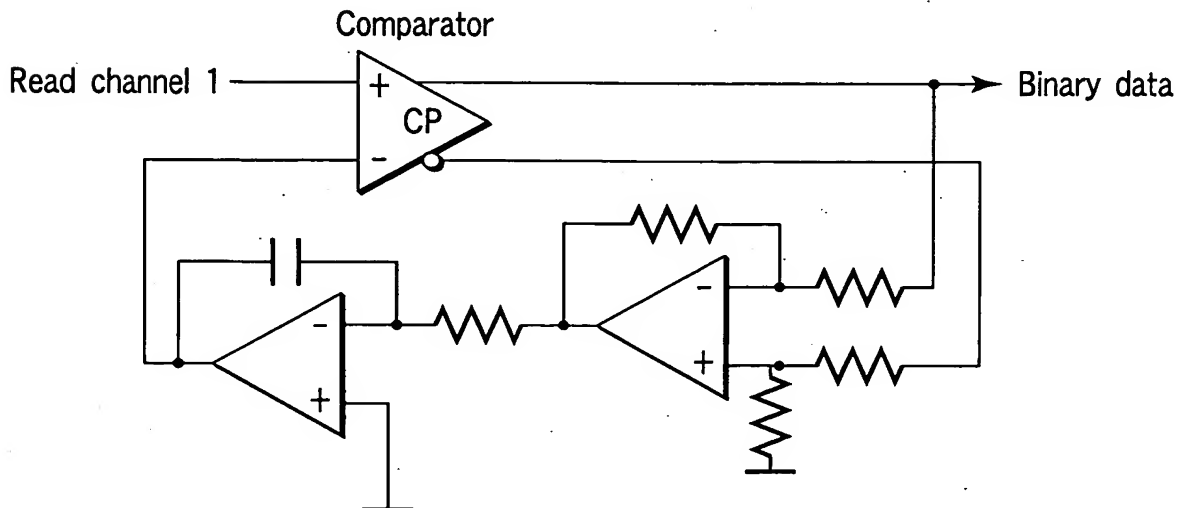 Comparator
Read channel 1
+
CP
-
Binary data
-
+
-
+